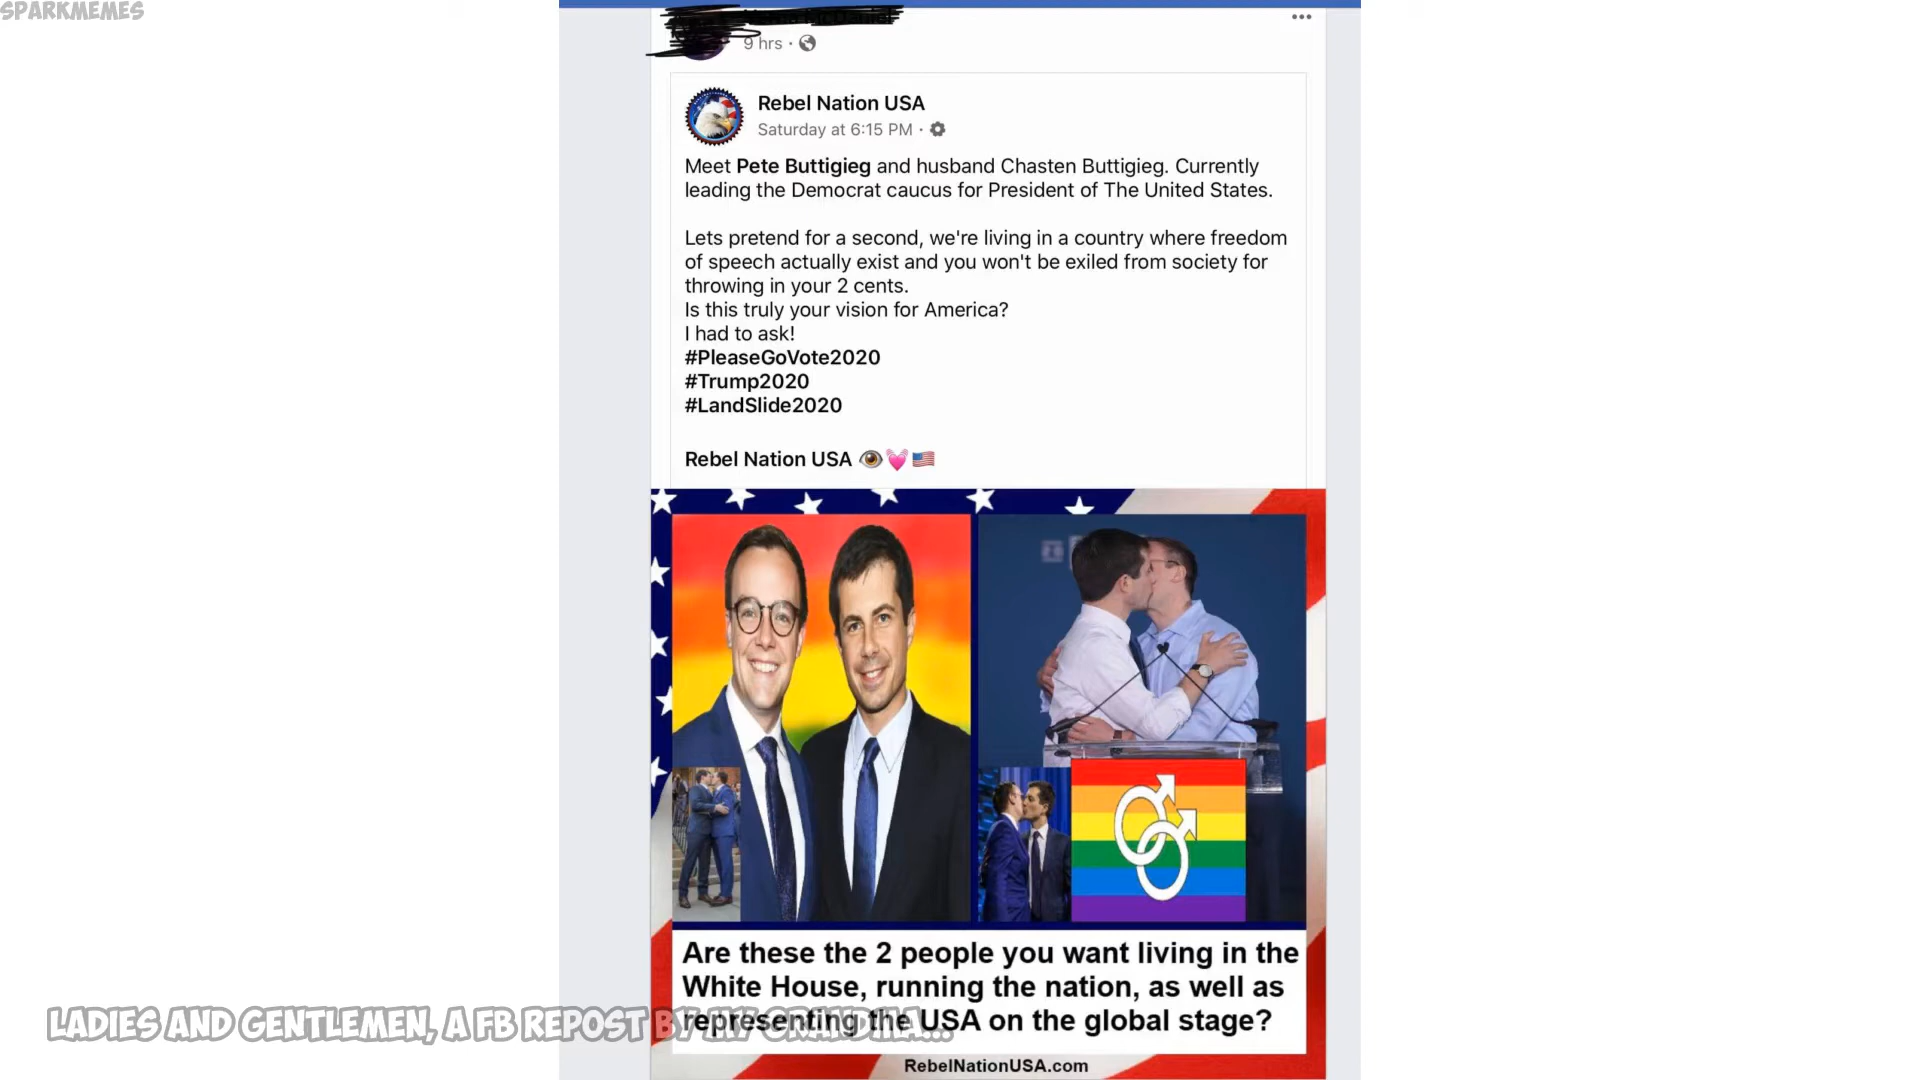 SPARKMEMES
9 hrs ·
Rebel Nation USA
Saturday at 6:15 PM ·
Meet Pete Buttigieg and husband Chasten Buttigieg. Currently
leading the Democrat caucus for President of The United States.
Lets pretend for a second, we're living in a country where freedom
of speech actually exist and you won't be exiled from society for
throwing in your 2 cents.
Is this truly your vision for America?
I had to ask!
#PleaseGoVote2020
#Trump2020
#LandSlide2020
Rebel Nation USA
Are these the 2 people you want living in the
White House, running the nation, as well as
representing the USA on the global stage?
LADIES AND GENTLEMEN, A FB REPOST BY MY GRANDMA...
RebelNationUSA.com